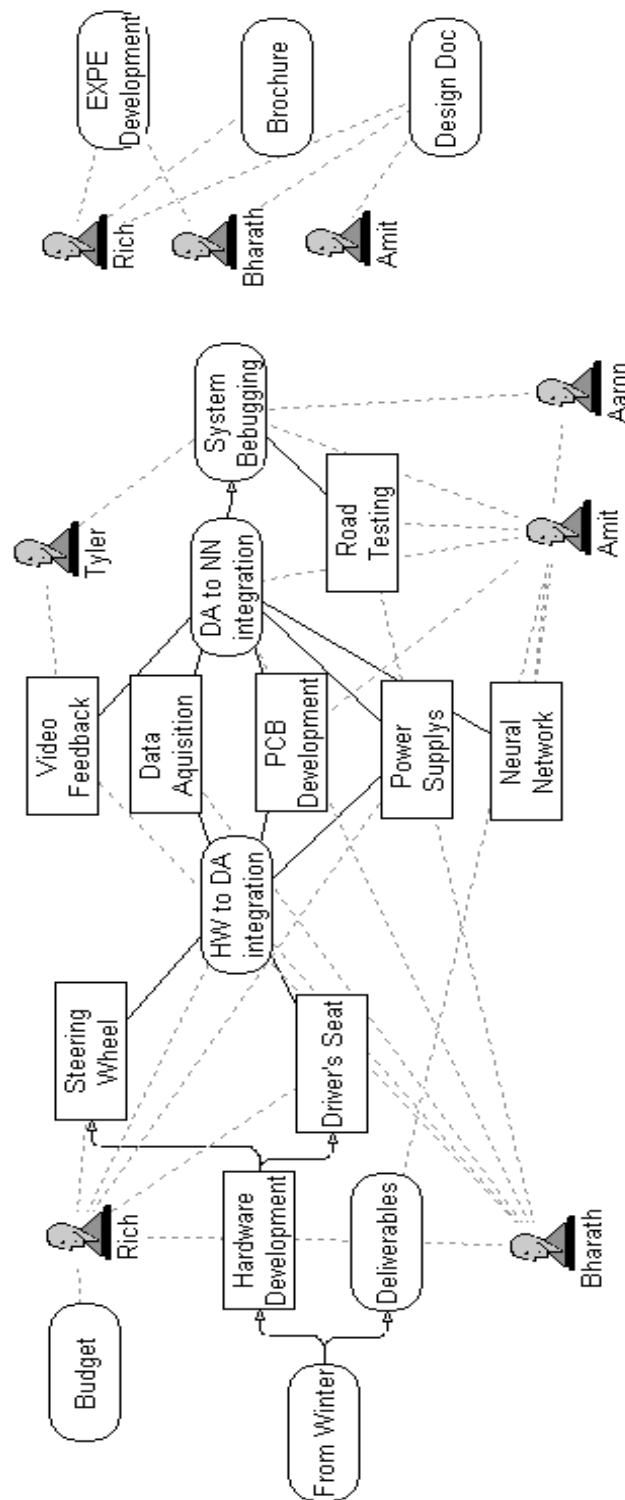 Budget
Rich
From Winter
Hardware
Development
Deliverables
Bharath
Steering
Wheel
Driver's Seat
HW to DA
integration
Video
Feedback
Data
Aquisition
PCB
Development
Power
Supplys
Neural
Network
Tyler
DA to NN
integration
Road
Testing
System
Bebugging
Amit
Aaron
Rich
Bharath
Amit
EXPE
Development
Brochure
Design Doc